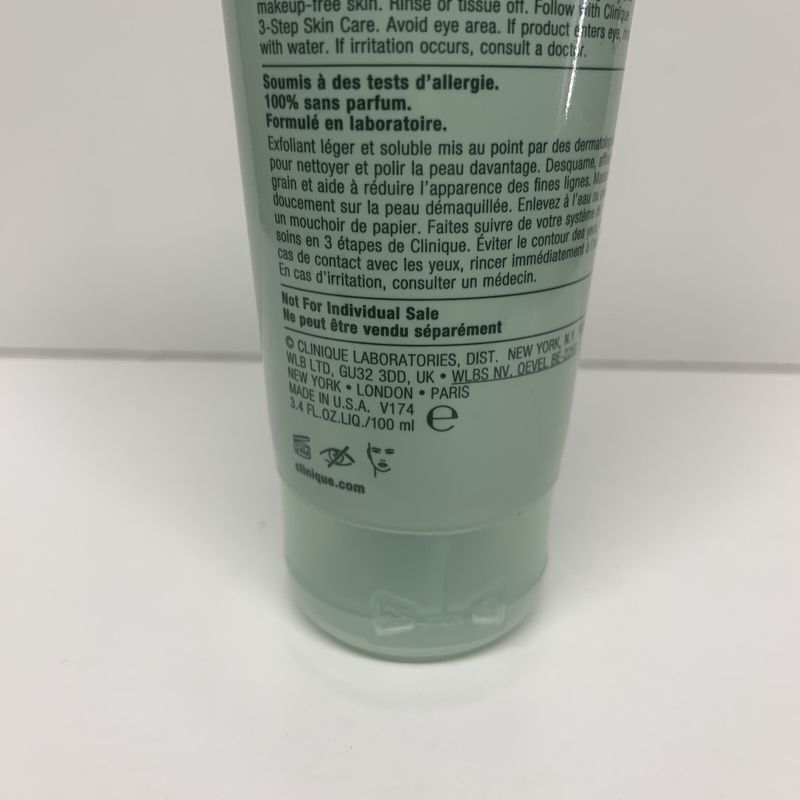 makeup-free skin. Rinse or tissue off. Follow with Clinique
3-Step Skin Care. Avoid eye area. If product enters eye,
with water. If irritation occurs, consult a doctor.
Soumis à des tests d'allergie.
100% sans parfum.
Formulé en laboratoire.
Exfoliant léger et soluble mis au point par des
pour nettoyer et polir la peau davantage. Desquame,
grain et aide à réduire l'apparence des fines lignes.
doucement sur la peau démaquillée. Enlevez à l'eau ou
un mouchoir de papier. Faites suivre de votre système de
soins en 3 étapes de Clinique. Éviter le contour des yeux.
cas de contact avec les yeux, rincer immédiatement à
En cas d'irritation, consulter un médecin.
Not For Individual Sale
Ne peut être vendu séparément
© CLINIQUE LABORATORIES, DIST. NEW YORK, N.Y.
WLB LTD, GU32 3DD, UK • WLBS NV. OEVEL
NEW YORK • LONDON • PARIS
MADE IN U.S.A. V174
3.4 FL.OZ.LIQ./100 ml e
24M
clinique.com